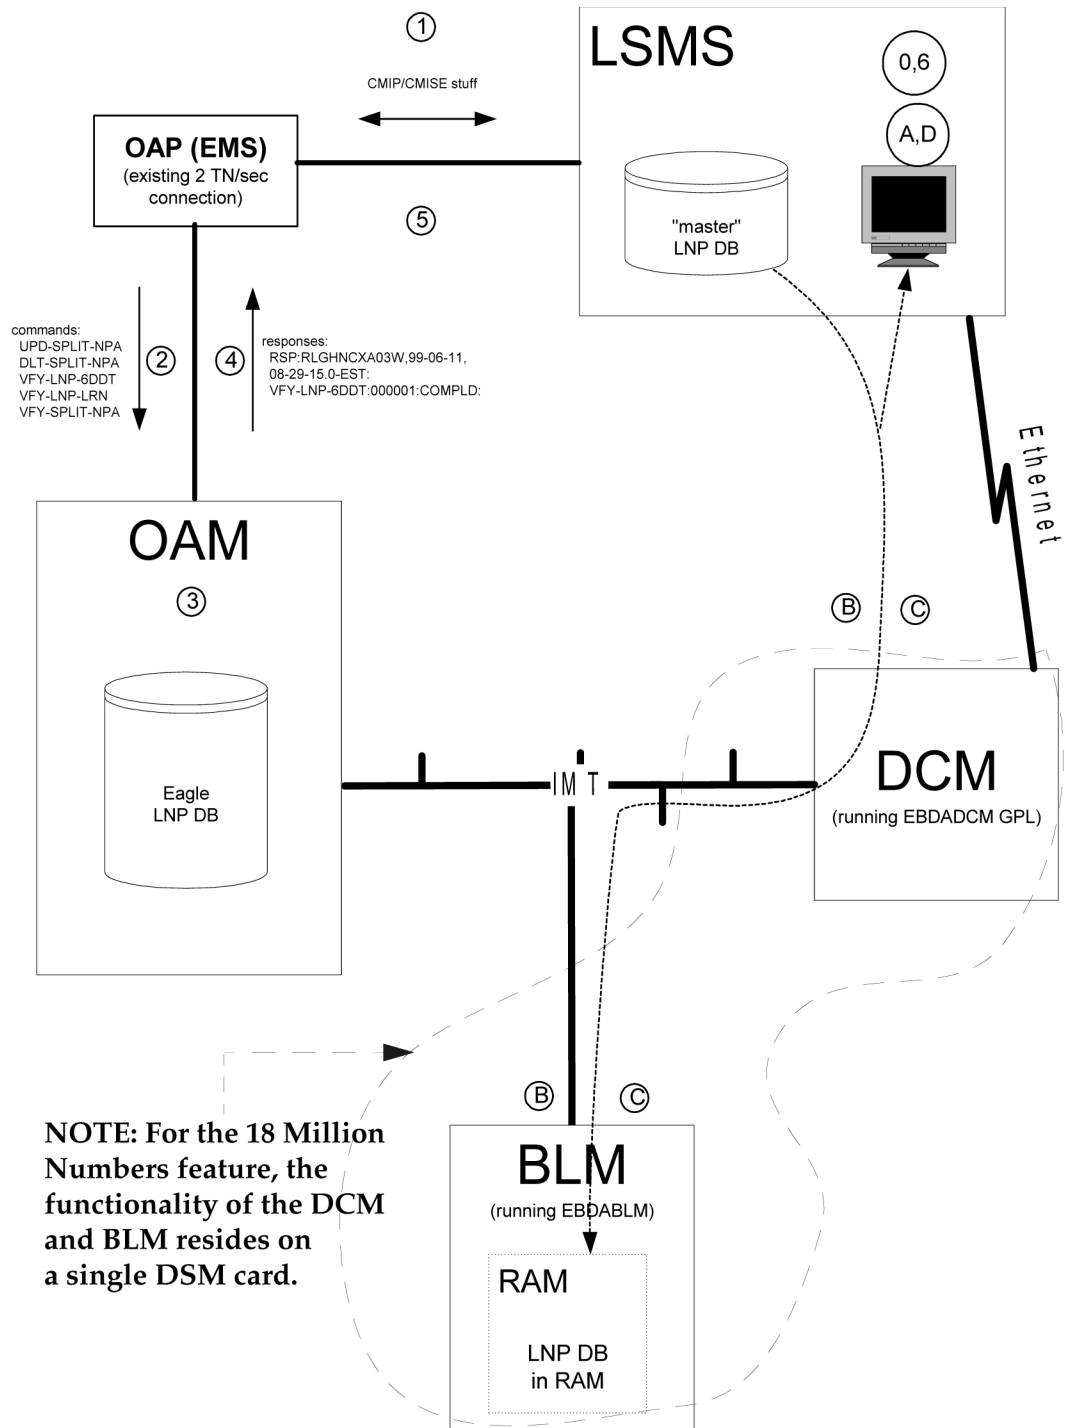 1
LSMS
0,6
CMIP/CMISE stuff
A,D
OAP (EMS)
(existing 2 TN/sec
connection)
5
"master"
LNP DB
commands:
UPD-SPLIT-NPA
DLT-SPLIT-NPA
VFY-LNP-6DDT
VFY-LNP-LRN
VFY-SPLIT-NPA
2
4
responses:
RSP:RLGHNCXA03W,99-06-11,
08-29-15.0-EST:
VFY-LNP-6DDT:000001:COMPLD:
Ethernet
OAM
3
B
C
Eagle
LNP DB
IMT
DCM
(running EBDADCM GPL)
B
C
NOTE: For the 18 Million
Numbers feature, the
functionality of the DCM
and BLM resides on
a single DSM card.
BLM
(running EBDABLM)
RAM
LNP DB
in RAM